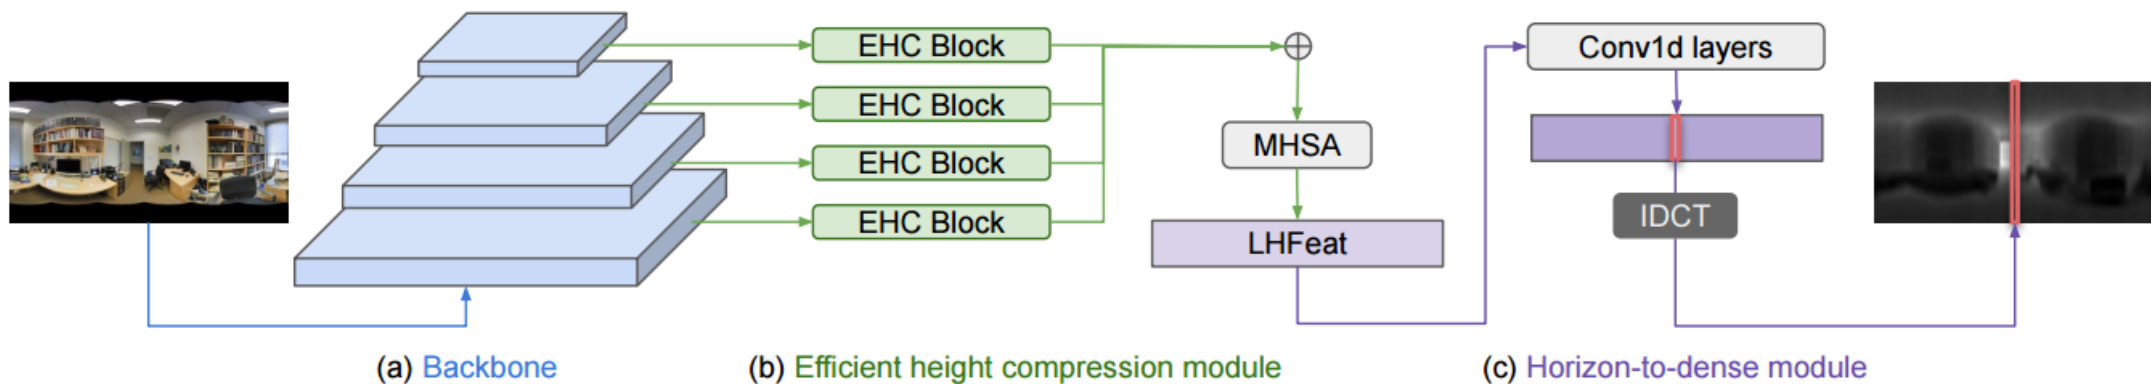 EHC Block
EHC Block
EHC Block
EHC Block
MHSA
LHFeat
Conv1d layers
IDCT
(a) Backbone
(b) Efficient height compression module
(c) Horizon-to-dense module